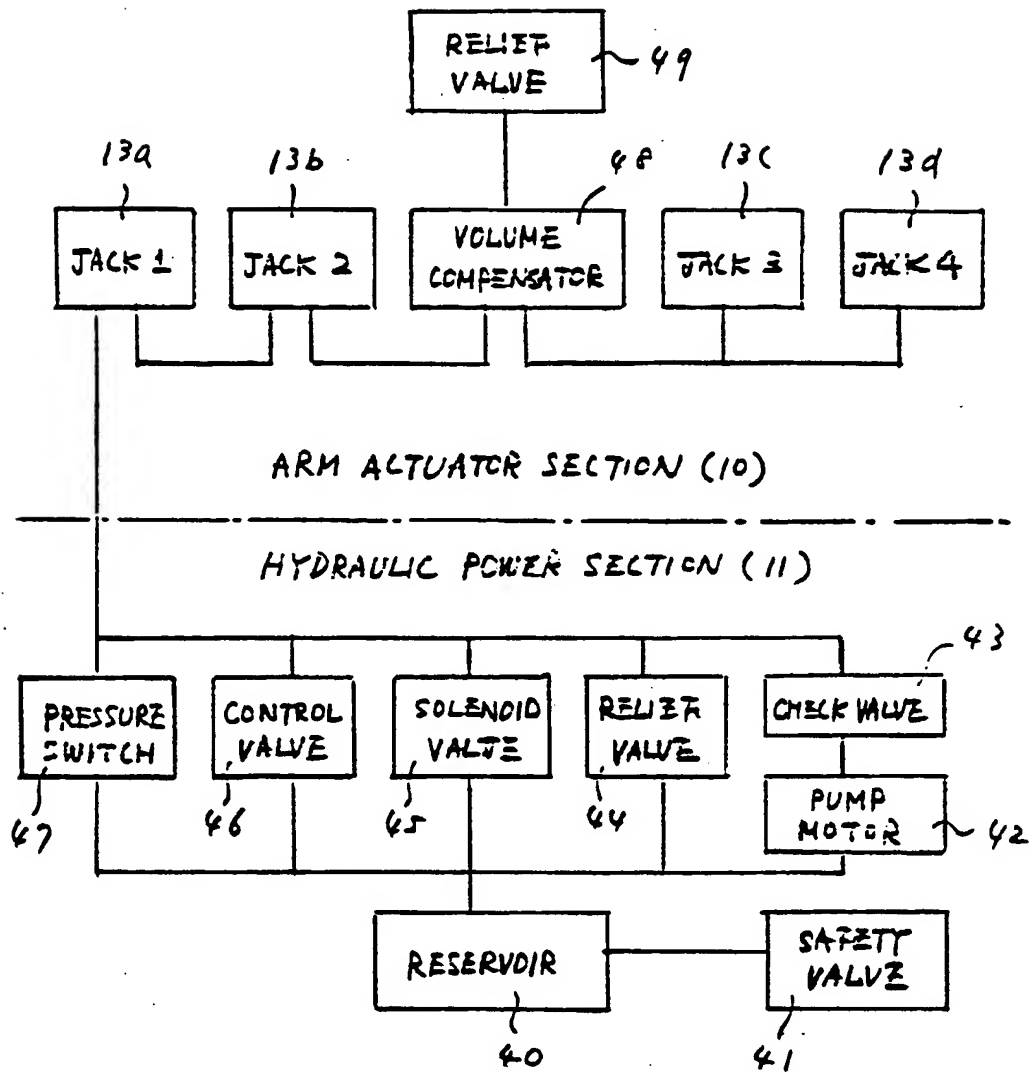 RELIEF
VALVE
49
13a
13b
48
13c
13d
JACK 1
JACK 2
VOLUME
COMPENSATOR
JACK 3
JACK 4
ARM ACTUATOR SECTION (10)
HYDRAULIC POWER SECTION (11)
43
PRESSURE
SWITCH
CONTROL
VALVE
SOLENOID
VALVE
RELIEF
VALVE
CHECK VALVE
PUMP
MOTOR
47
46
45
44
42
RESERVOIR
SAFETY
VALVE
40
41